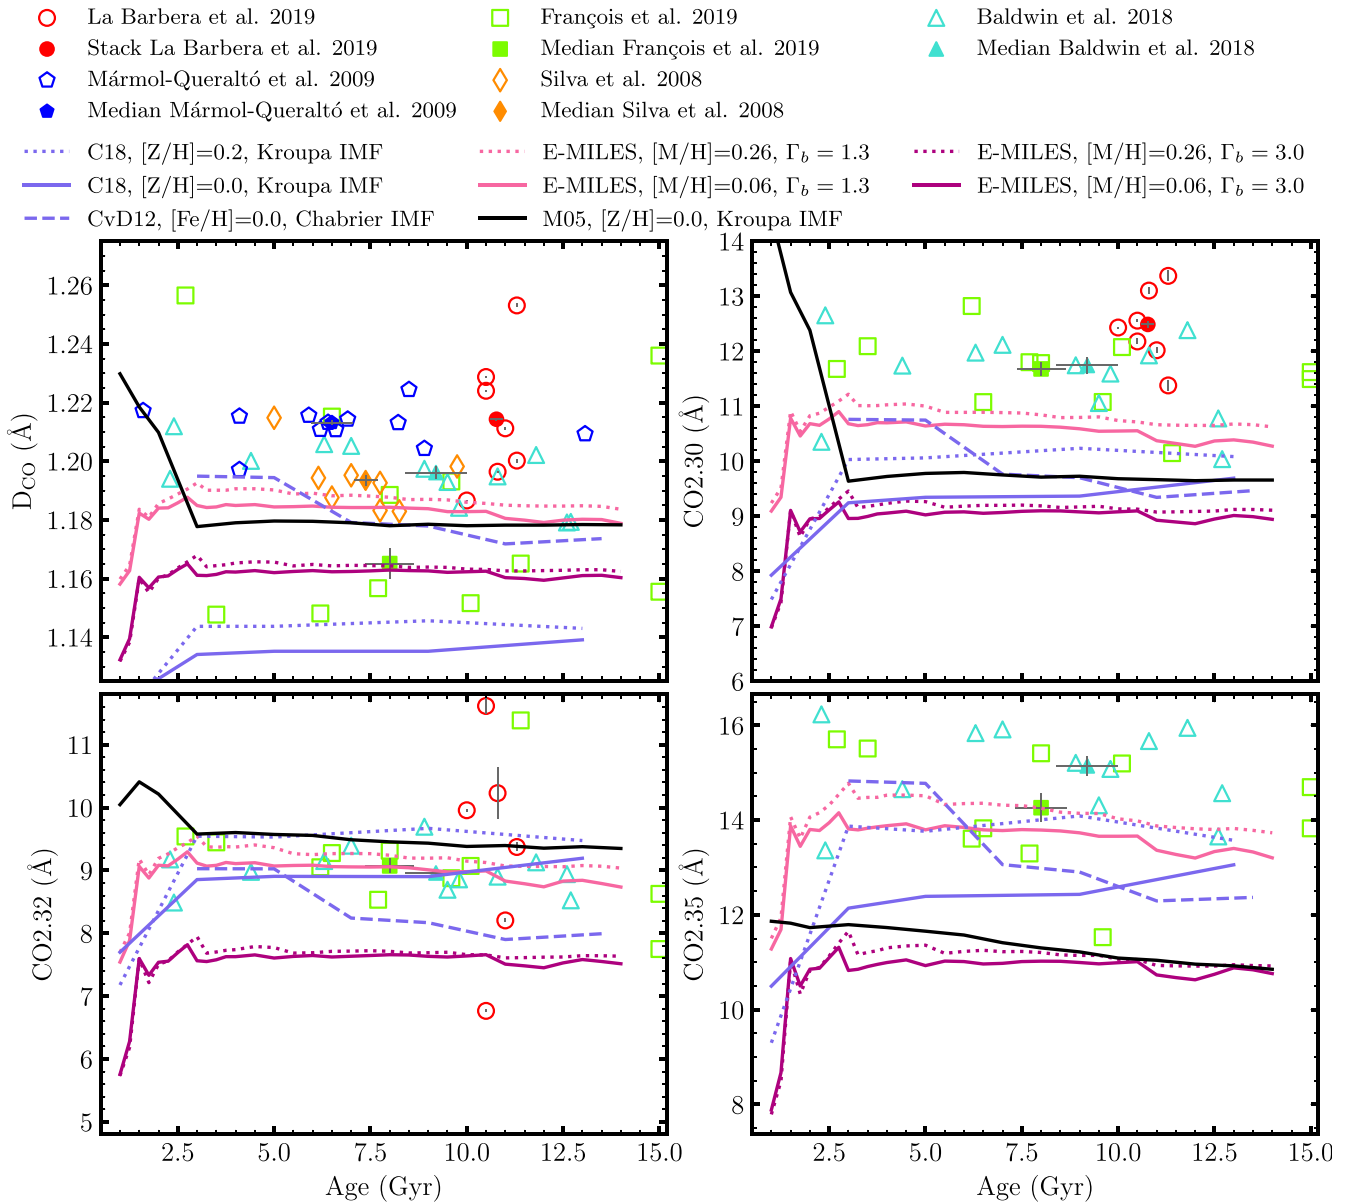 La Barbera et al. 2019
Stack La Barbera et al. 2019
Mármol-Queraltó et al. 2009
Median Mármol-Queraltó et al. 2009
François et al. 2019
Median François et al. 2019
Silva et al. 2008
Median Silva et al. 2008
Baldwin et al. 2018
Median Baldwin et al. 2018
C18, [Z/H]=0.2, Kroupa IMF
C18, [Z/H]=0.0, Kroupa IMF
CvD12, [Fe/H]=0.0, Chabrier IMF
E-MILES, [M/H]=0.26, Γb = 1.3
E-MILES, [M/H]=0.06, Γb = 1.3
M05, [Z/H]=0.0, Kroupa IMF
E-MILES, [M/H]=0.26, Γb = 3.0
E-MILES, [M/H]=0.06, Γb = 3.0
DCO (Å)
1.26
1.24
1.22
1.20
1.18
1.16
1.14
CO2.30 (Å)
14
13
12
11
10
9
8
7
6
CO2.32 (Å)
11
10
9
8
7
6
5
2.5 5.0 7.5 10.0 12.5 15.0
Age (Gyr)
CO2.35 (Å)
16
14
12
10
8
2.5 5.0 7.5 10.0 12.5 15.0
Age (Gyr)